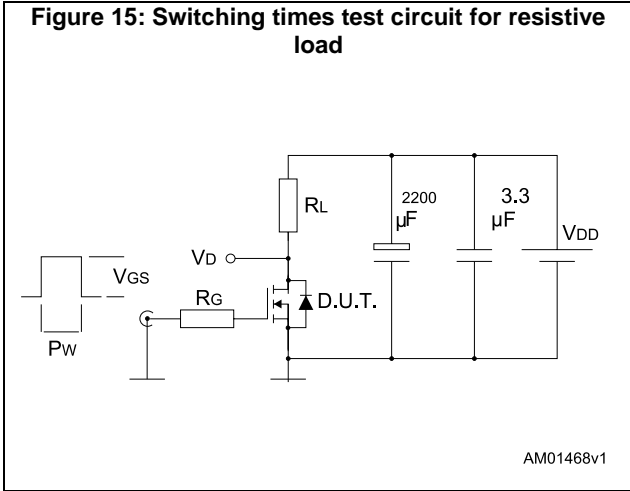 Figure 15: Switching times test circuit for resistive
load
RL
2200
μF
3.3
μF
VDD
VD
VGS
RG
D.U.T.
PW
AM01468v1